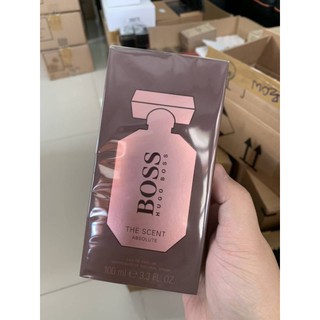 BOSS
HUGO BOSS
THE SCENT
ABSOLUTE
100 ml ℮ 3.3 fl. oz.